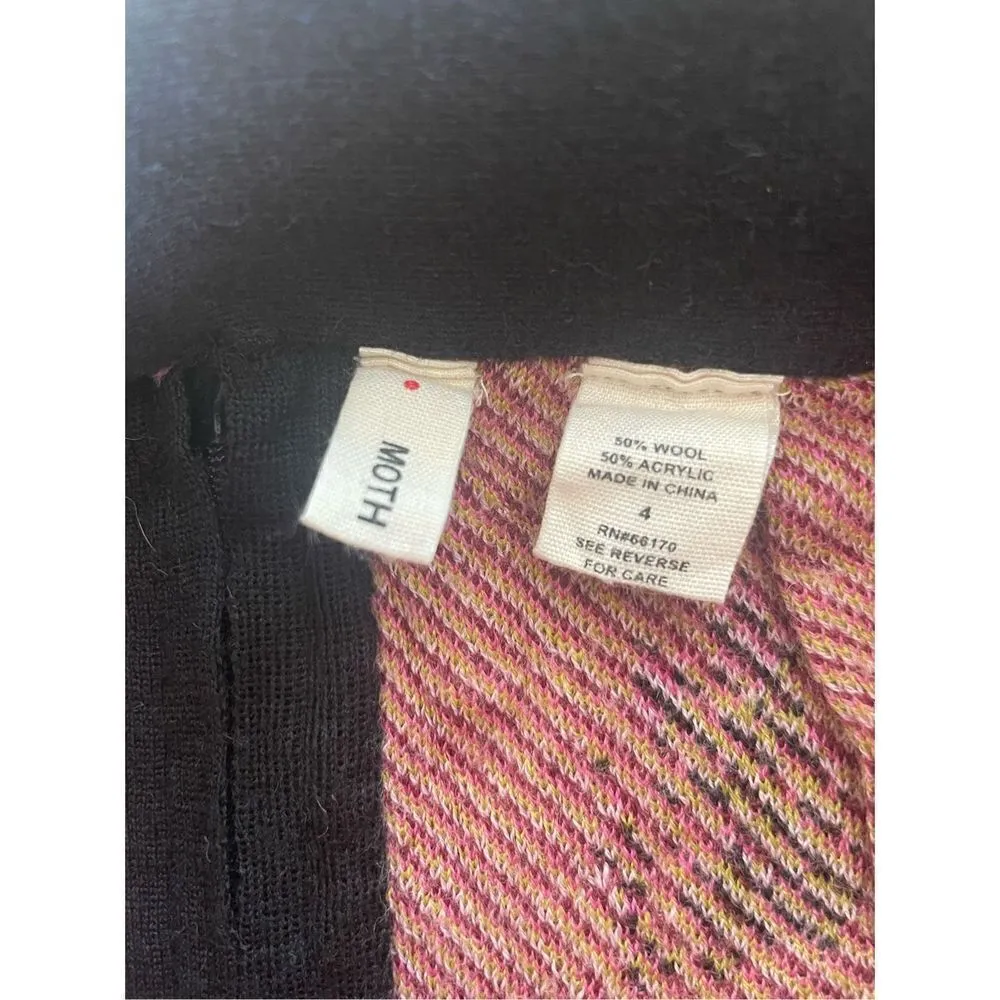 MOTH
50% WOOL
50% ACRYLIC
MADE IN CHINA
4
RN#66170
SEE REVERSE
FOR CARE